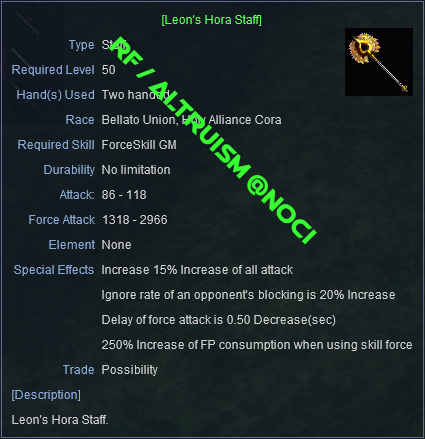 [Leon's Hora Staff]
Type Staff
Required Level 50
Hand(s) Used Two handed
Race Bellato Union, Holy Alliance Cora
Required Skill ForceSkill GM
Durability No limitation
Attack: 86 - 118
Force Attack 1318 - 2966
Element None
Special Effects Increase 15% Increase of all attack
Ignore rate of an opponent's blocking is 20% Increase
Delay of force attack is 0.50 Decrease(sec)
250% Increase of FP consumption when using skill force
Trade Possibility
[Description]
Leon's Hora Staff.
RF / ALTRUISM @NOCI